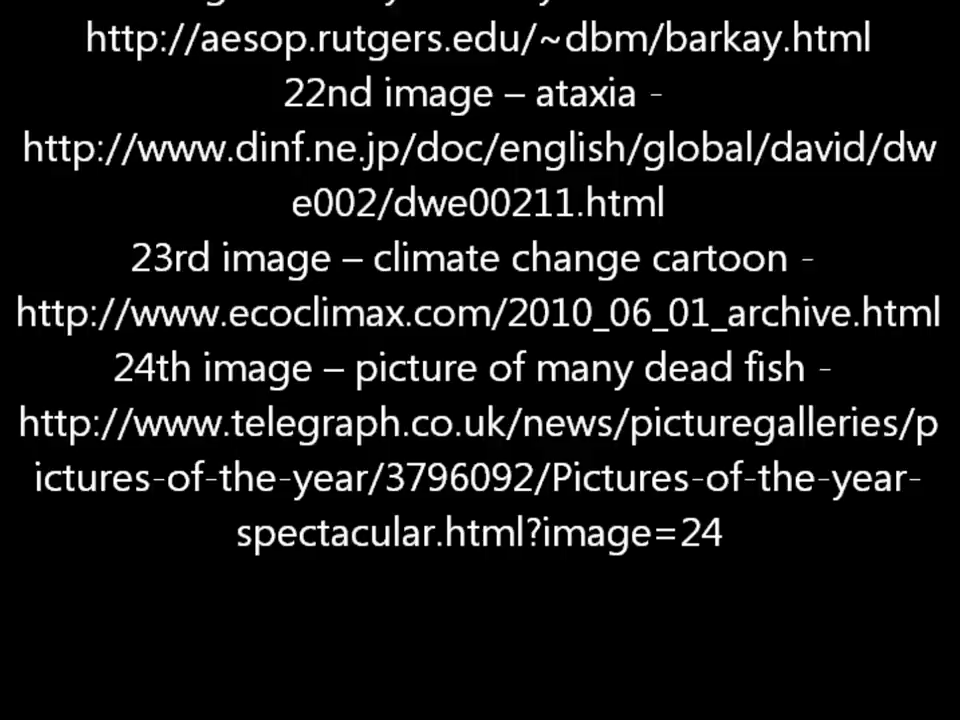 http://aesop.rutgers.edu/~dbm/barkay.html
22nd image – ataxia -
http://www.dinf.ne.jp/doc/english/global/david/dw
e002/dwe00211.html
23rd image – climate change cartoon -
http://www.ecoclimax.com/2010_06_01_archive.html
24th image – picture of many dead fish -
http://www.telegraph.co.uk/news/picturegalleries/p
ictures-of-the-year/3796092/Pictures-of-the-year-
spectacular.html?image=24